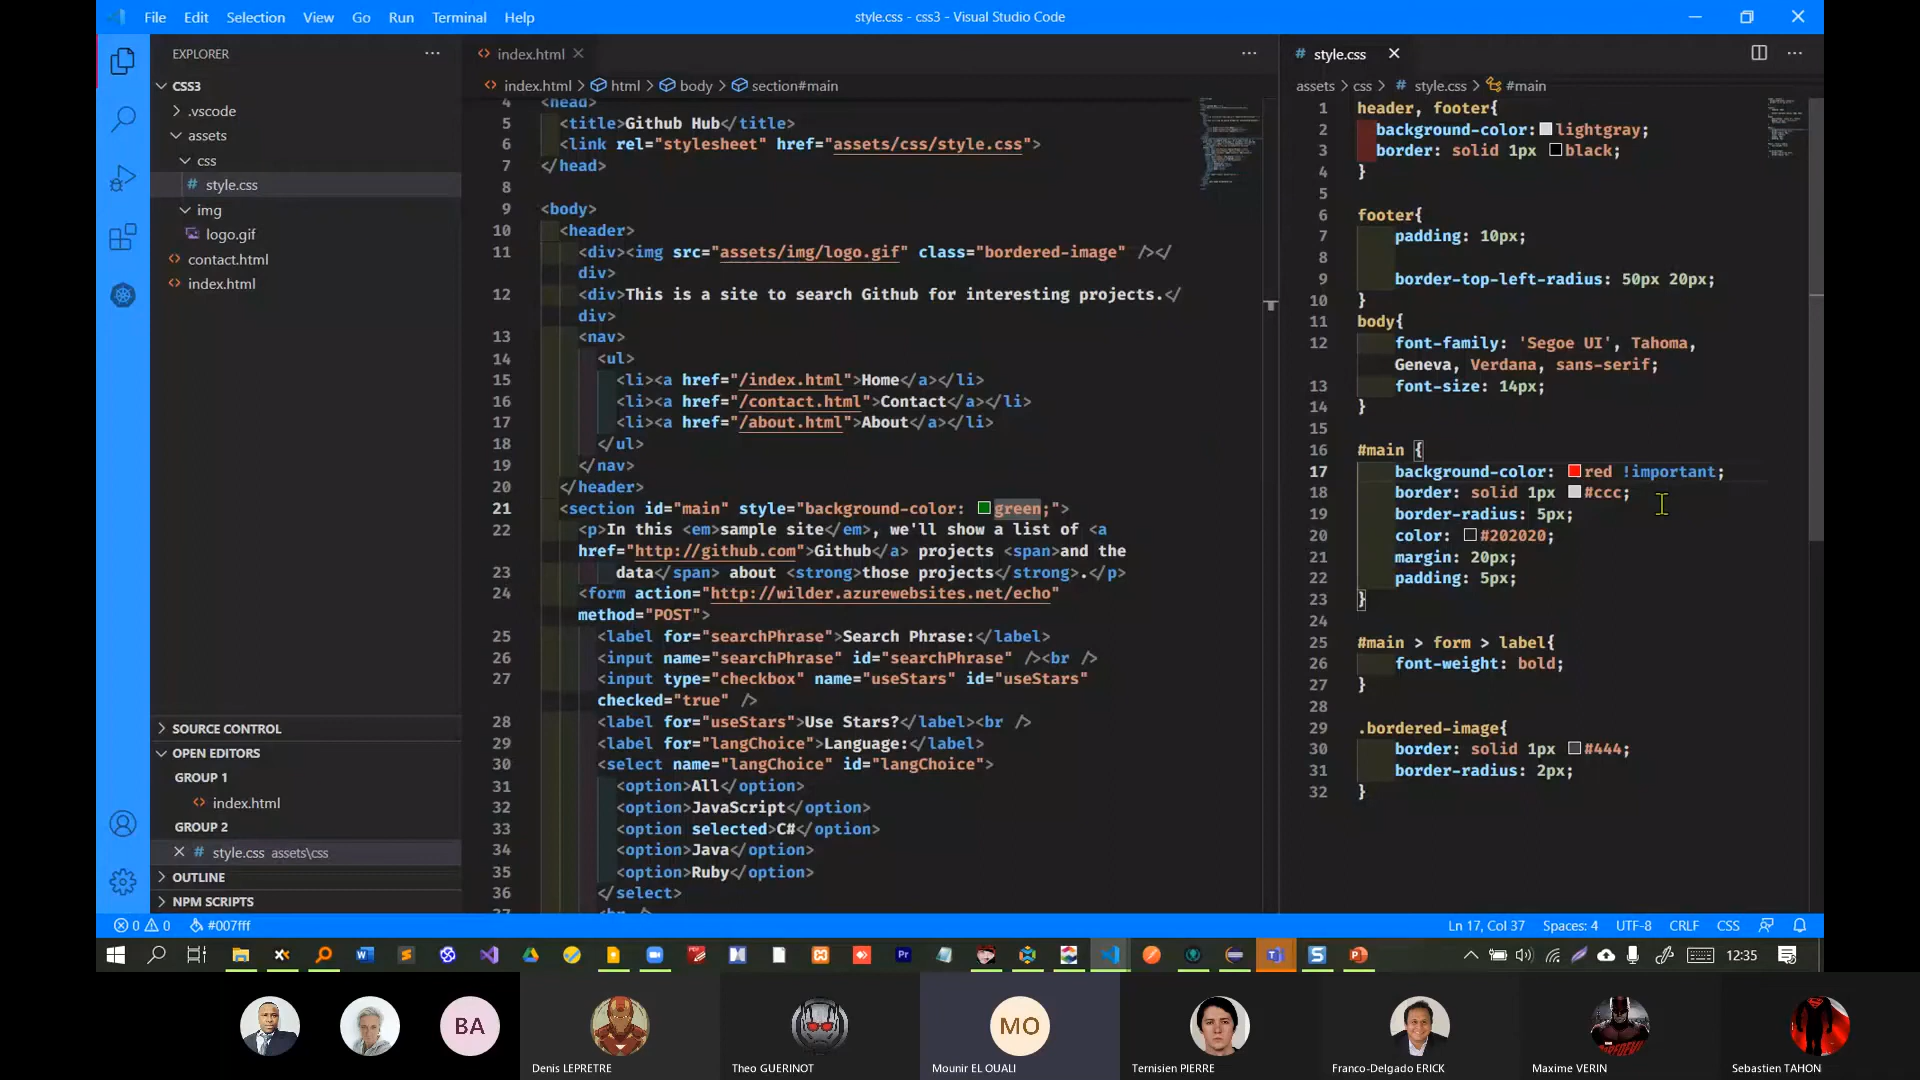 File Edit Selection View Go Run Terminal Help
style.css - css3 - Visual Studio Code
EXPLORER
CSS3
.vscode
assets
css
# style.css
img
logo.gif
contact.html
index.html
SOURCE CONTROL
OPEN EDITORS
GROUP 1
index.html
GROUP 2
# style.css assets\css
OUTLINE
NPM SCRIPTS
index.html
index.html > html > body > section#main
4 <head>
5 <title>Github Hub</title>
6 <link rel="stylesheet" href="assets/css/style.css">
7 </head>
8
9 <body>
10 <header>
11 <div><img src="assets/img/logo.gif" class="bordered-image" /></
div>
12 <div>This is a site to search Github for interesting projects.</
div>
13 <nav>
14 <ul>
15 <li><a href="/index.html">Home</a></li>
16 <li><a href="/contact.html">Contact</a></li>
17 <li><a href="/about.html">About</a></li>
18 </ul>
19 </nav>
20 </header>
21 <section id="main" style="background-color: green;">
22 <p>In this <em>sample site</em>, we'll show a list of <a
href="http://github.com">Github</a> projects <span>and the
23 data</span> about <strong>those projects</strong>.</p>
24 <form action="http://wilder.azurewebsites.net/echo"
method="POST">
25 <label for="searchPhrase">Search Phrase:</label>
26 <input name="searchPhrase" id="searchPhrase" /><br />
27 <input type="checkbox" name="useStars" id="useStars"
checked="true" />
28 <label for="useStars">Use Stars?</label><br />
29 <label for="langChoice">Language:</label>
30 <select name="langChoice" id="langChoice">
31 <option>All</option>
32 <option>JavaScript</option>
33 <option selected>C#</option>
34 <option>Java</option>
35 <option>Ruby</option>
36 </select>
37 <br />
# style.css
assets > css > # style.css > #main
1 header, footer{
2 background-color: lightgray;
3 border: solid 1px black;
4 }
5
6 footer{
7 padding: 10px;
8
9 border-top-left-radius: 50px 20px;
10 }
11 body{
12 font-family: 'Segoe UI', Tahoma,
Geneva, Verdana, sans-serif;
13 font-size: 14px;
14 }
15
16 #main {
17 background-color: red !important;
18 border: solid 1px #ccc;
19 border-radius: 5px;
20 color: #202020;
21 margin: 20px;
22 padding: 5px;
23 }
24
25 #main > form > label{
26 font-weight: bold;
27 }
28
29 .bordered-image{
30 border: solid 1px #444;
31 border-radius: 2px;
32 }
0 0 #007fff
Ln 17, Col 37 Spaces: 4 UTF-8 CRLF CSS
12:35
BA
MO
Denis LEPRETRE
Theo GUERINOT
Mounir EL OUALI
Ternisien PIERRE
Franco-Delgado ERICK
Maxime VERIN
Sebastien TAHON